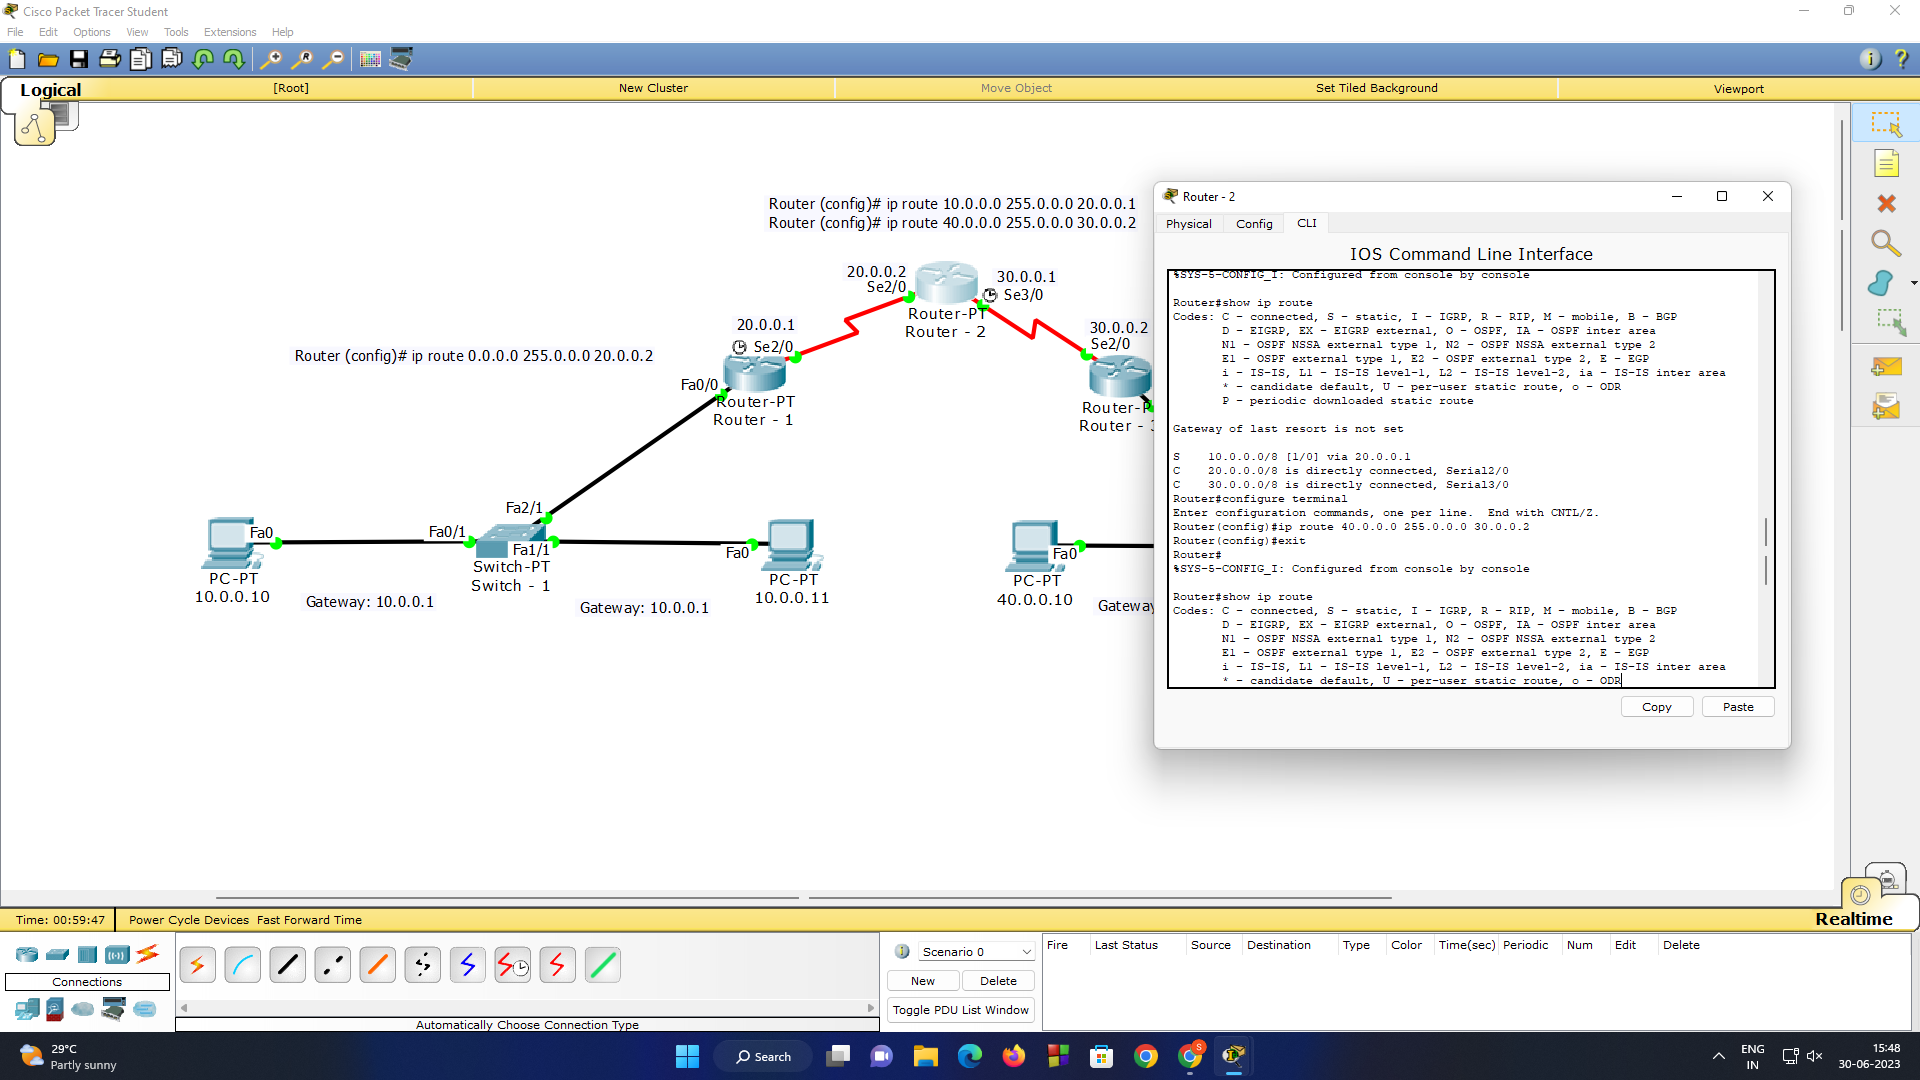 Cisco Packet Tracer Student
File Edit Options View Tools Extensions Help
Logical [Root] New Cluster Move Object Set Tiled Background Viewport
Router (config)# ip route 10.0.0.0 255.0.0.0 20.0.0.1
Router (config)# ip route 40.0.0.0 255.0.0.0 30.0.0.2
20.0.0.2
Se2/0
30.0.0.1
Se3/0
Router-PT
Router - 2
20.0.0.1
Se2/0
30.0.0.2
Se2/0
Router (config)# ip route 0.0.0.0 255.0.0.0 20.0.0.2
Fa0/0
Router-PT
Router - 1
Router-P
Router -
Fa2/1
Fa0
Fa0/1
Fa1/1
Fa0
Fa0
PC-PT
10.0.0.10
Gateway: 10.0.0.1
Switch-PT
Switch - 1
Gateway: 10.0.0.1
PC-PT
10.0.0.11
PC-PT
40.0.0.10
Gateway
Router - 2
Physical Config CLI
IOS Command Line Interface
%SYS-5-CONFIG_I: Configured from console by console
Router#show ip route
Codes: C - connected, S - static, I - IGRP, R - RIP, M - mobile, B - BGP
D - EIGRP, EX - EIGRP external, O - OSPF, IA - OSPF inter area
N1 - OSPF NSSA external type 1, N2 - OSPF NSSA external type 2
E1 - OSPF external type 1, E2 - OSPF external type 2, E - EGP
i - IS-IS, L1 - IS-IS level-1, L2 - IS-IS level-2, ia - IS-IS inter area
* - candidate default, U - per-user static route, o - ODR
P - periodic downloaded static route
Gateway of last resort is not set
S 10.0.0.0/8 [1/0] via 20.0.0.1
C 20.0.0.0/8 is directly connected, Serial2/0
C 30.0.0.0/8 is directly connected, Serial3/0
Router#configure terminal
Enter configuration commands, one per line. End with CNTL/Z.
Router(config)#ip route 40.0.0.0 255.0.0.0 30.0.0.2
Router(config)#exit
Router#
%SYS-5-CONFIG_I: Configured from console by console
Router#show ip route
Codes: C - connected, S - static, I - IGRP, R - RIP, M - mobile, B - BGP
D - EIGRP, EX - EIGRP external, O - OSPF, IA - OSPF inter area
N1 - OSPF NSSA external type 1, N2 - OSPF NSSA external type 2
E1 - OSPF external type 1, E2 - OSPF external type 2, E - EGP
i - IS-IS, L1 - IS-IS level-1, L2 - IS-IS level-2, ia - IS-IS inter area
* - candidate default, U - per-user static route, o - ODR
Copy Paste
Realtime
Time: 00:59:47 Power Cycle Devices Fast Forward Time
Connections
Automatically Choose Connection Type
Scenario 0
New Delete
Toggle PDU List Window
Fire Last Status Source Destination Type Color Time(sec) Periodic Num Edit Delete
29°C
Partly sunny
Search
S
ENG
IN
15:48
30-06-2023